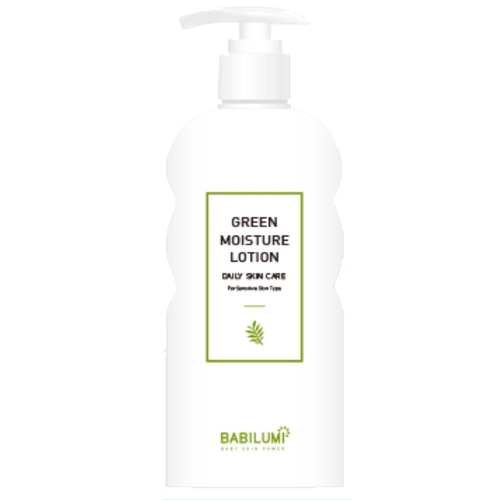 GREEN
MOISTURE
LOTION
DAILY SKIN CARE
For Sensitive Skin Type
BABILUMI
BABY SKIN POWER